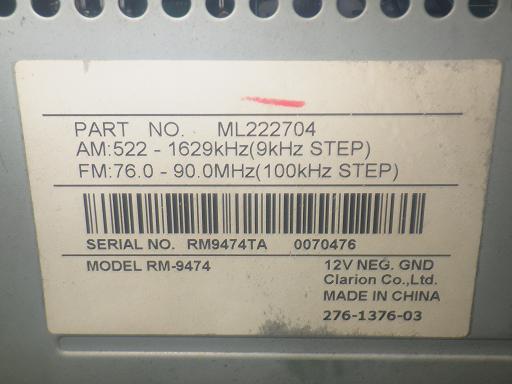 PART NO. ML222704
AM:522 - 1629kHz(9kHz STEP)
FM:76.0 - 90.0MHz(100kHz STEP)
SERIAL NO. RM9474TA 0070476
MODEL RM-9474 12V NEG. GND
Clarion Co.,Ltd.
MADE IN CHINA
276-1376-03